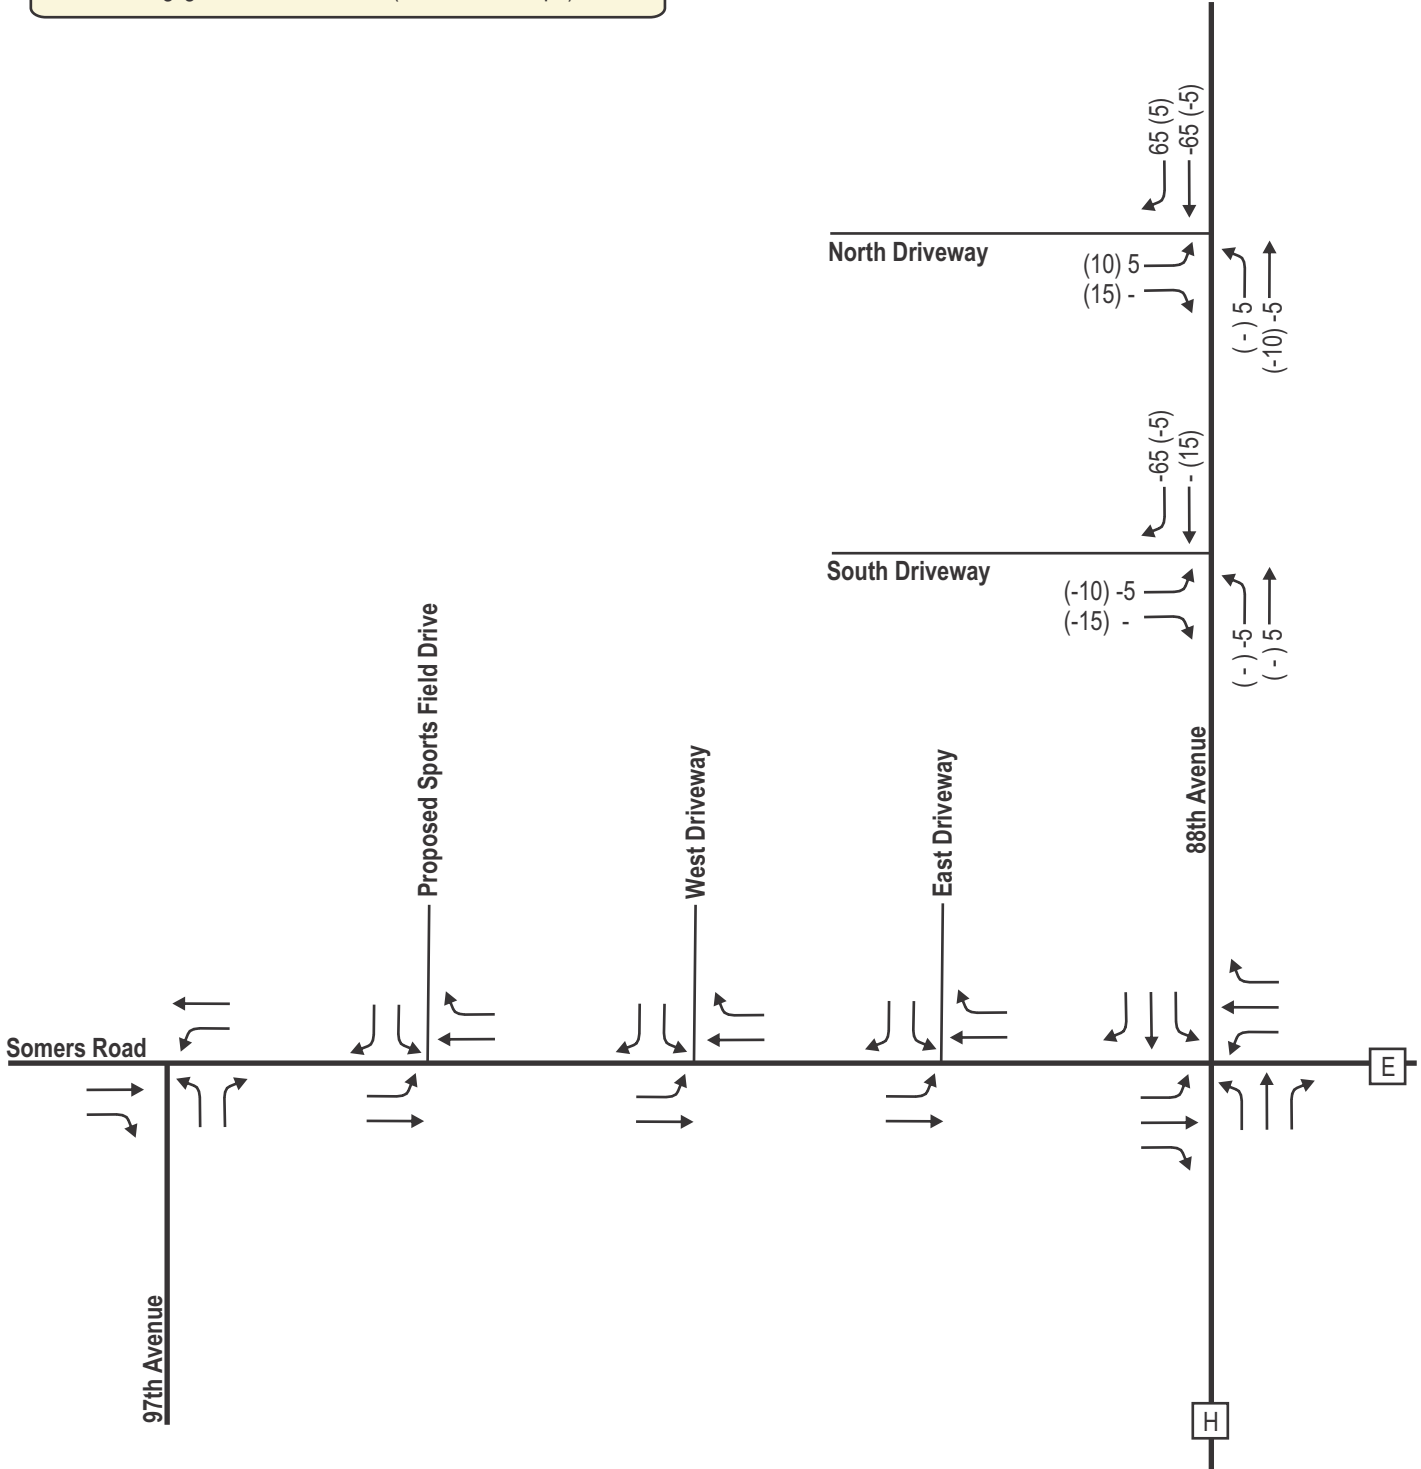 65 (5)
-65 (-5)
North Driveway
(10) 5
(15) -
( - ) 5
(-10) -5
-65 (-5)
- (15)
South Driveway
(-10) -5
(-15) -
( - ) -5
( - ) 5
Proposed Sports Field Drive
West Driveway
East Driveway
88th Avenue
Somers Road
E
97th Avenue
H